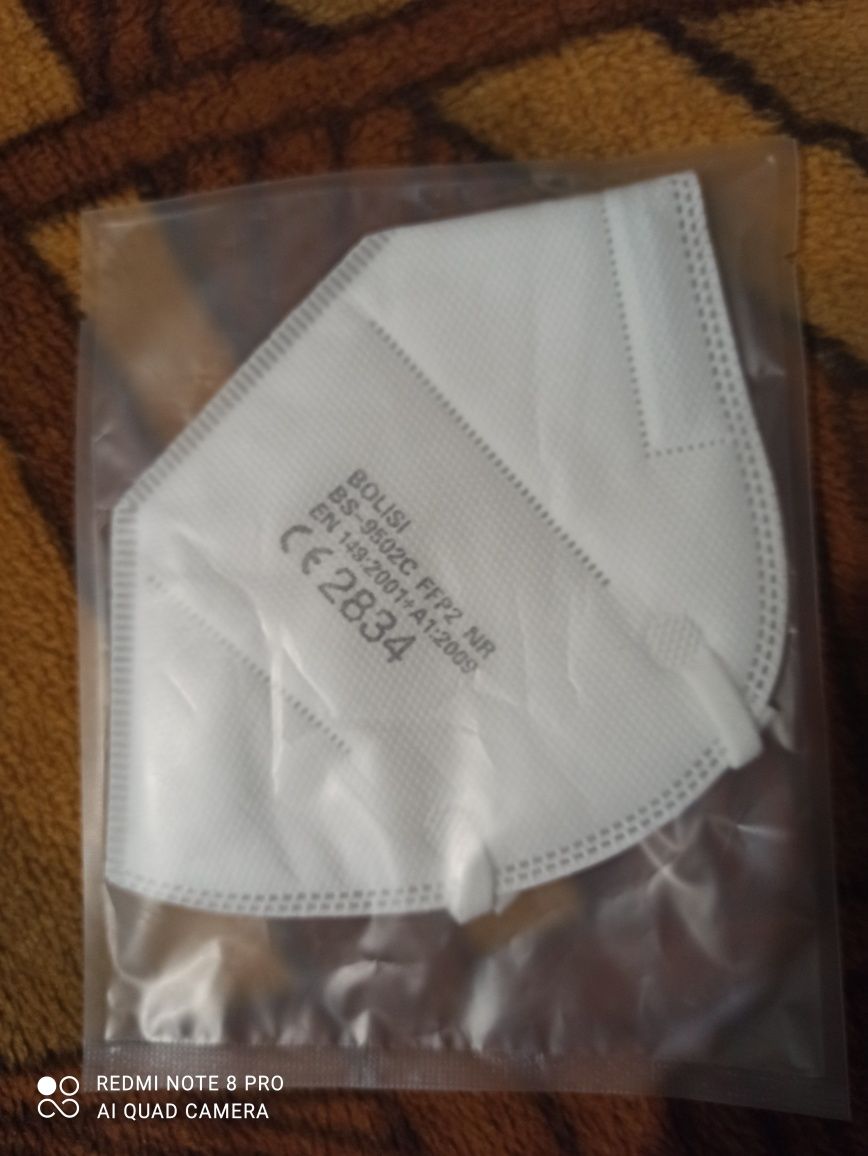 BOLISI
BS-9502C FFP2 NR
EN 149:2001+A1:2009
CE 2834
REDMI NOTE 8 PRO
AI QUAD CAMERA